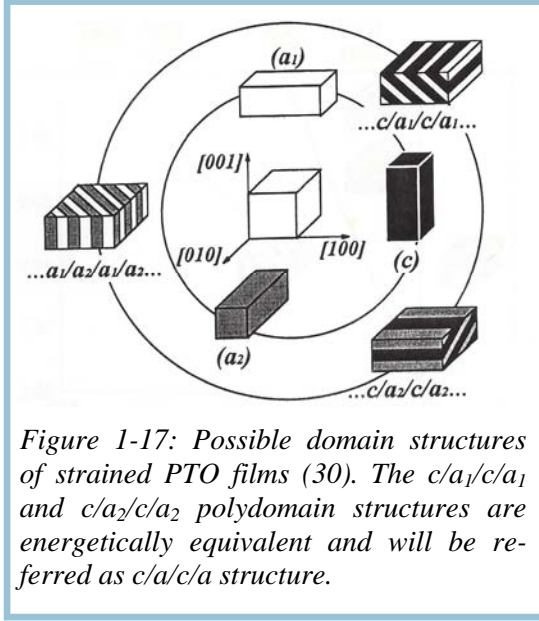 (a₁)
...c/a₁/c/a₁...
[001]
[010]
[100]
(c)
...a₁/a₂/a₁/a₂...
(a₂)
...c/a₂/c/a₂...
Figure 1-17: Possible domain structures
of strained PTO films (30). The c/a₁/c/a₁
and c/a₂/c/a₂ polydomain structures are
energetically equivalent and will be re-
ferred as c/a/c/a structure.